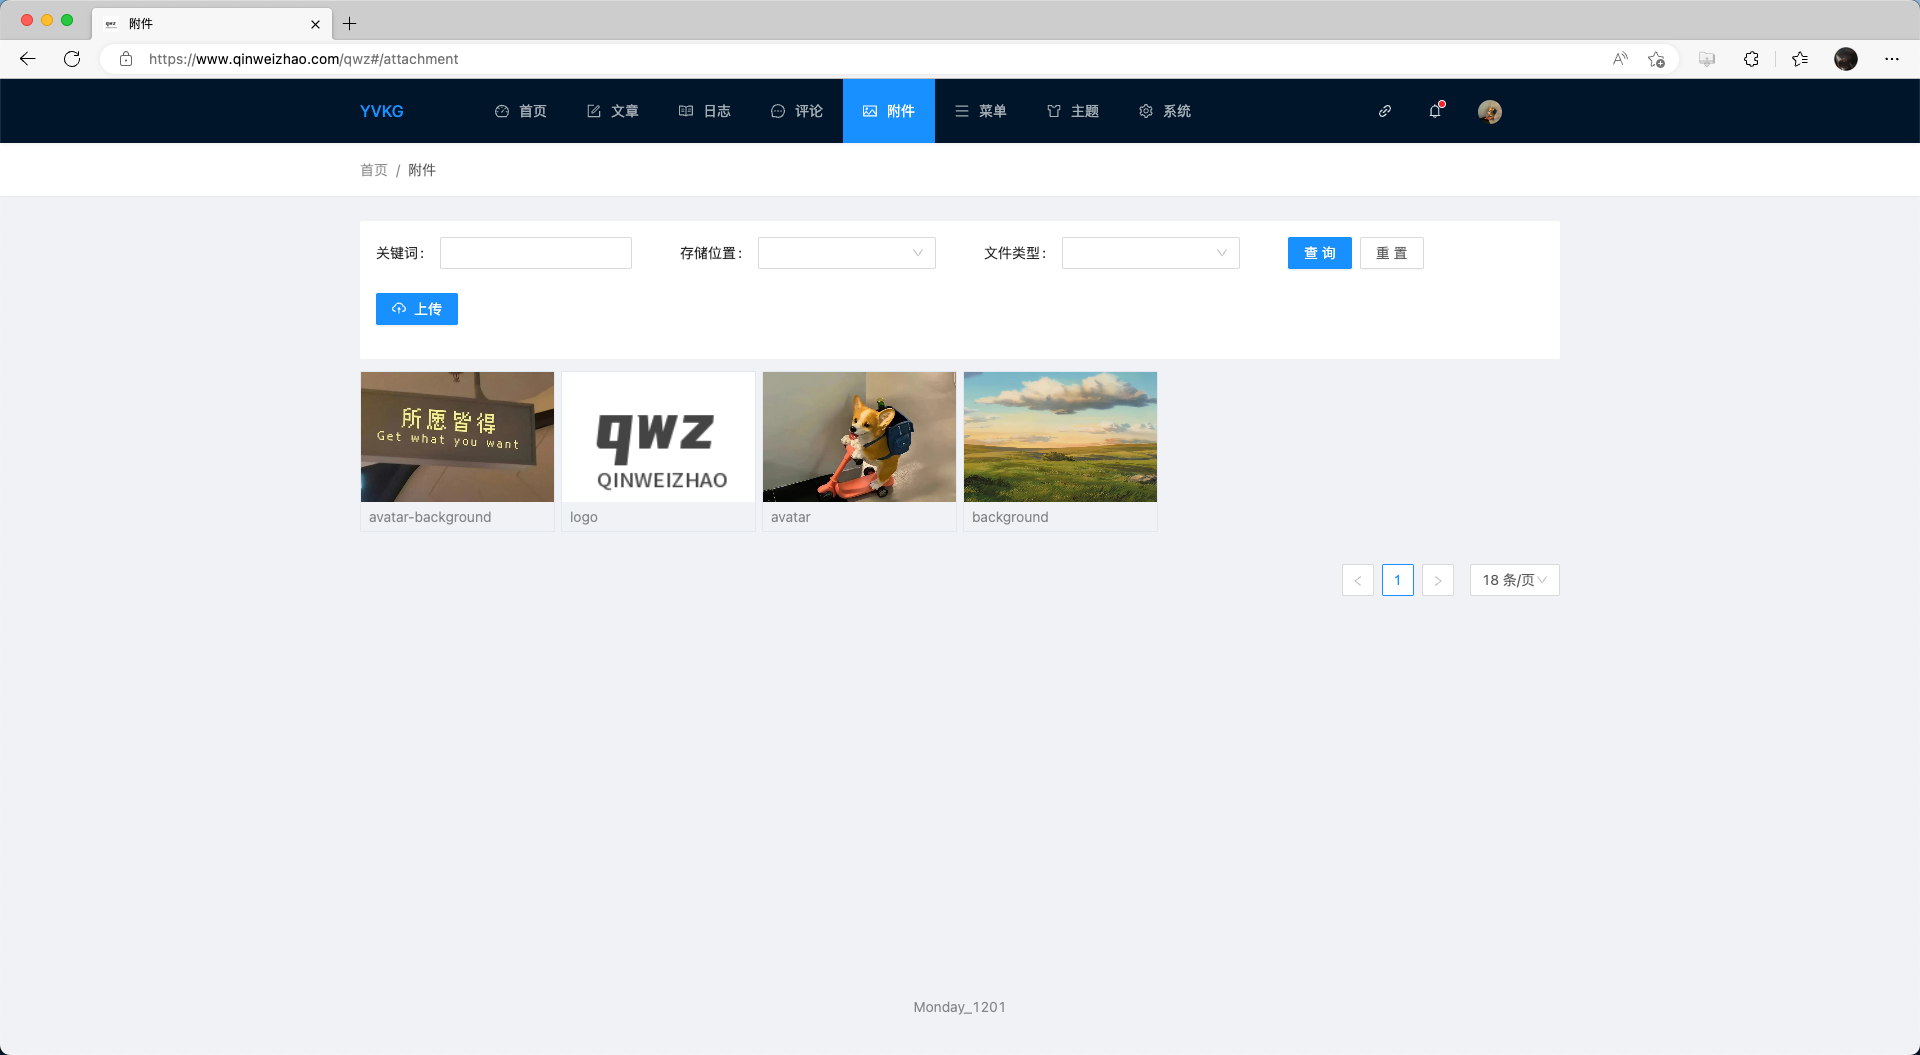 附件
https://www.qinweizhao.com/qwz#/attachment
YVKG
首页
文章
日志
评论
附件
菜单
主题
系统
首页 / 附件
关键词：
存储位置：
文件类型：
查 询
重 置
上传
所愿皆得
Get what you want
qwz
QINWEIZHAO
avatar-background
logo
avatar
background
1
18 条/页
Monday_1201